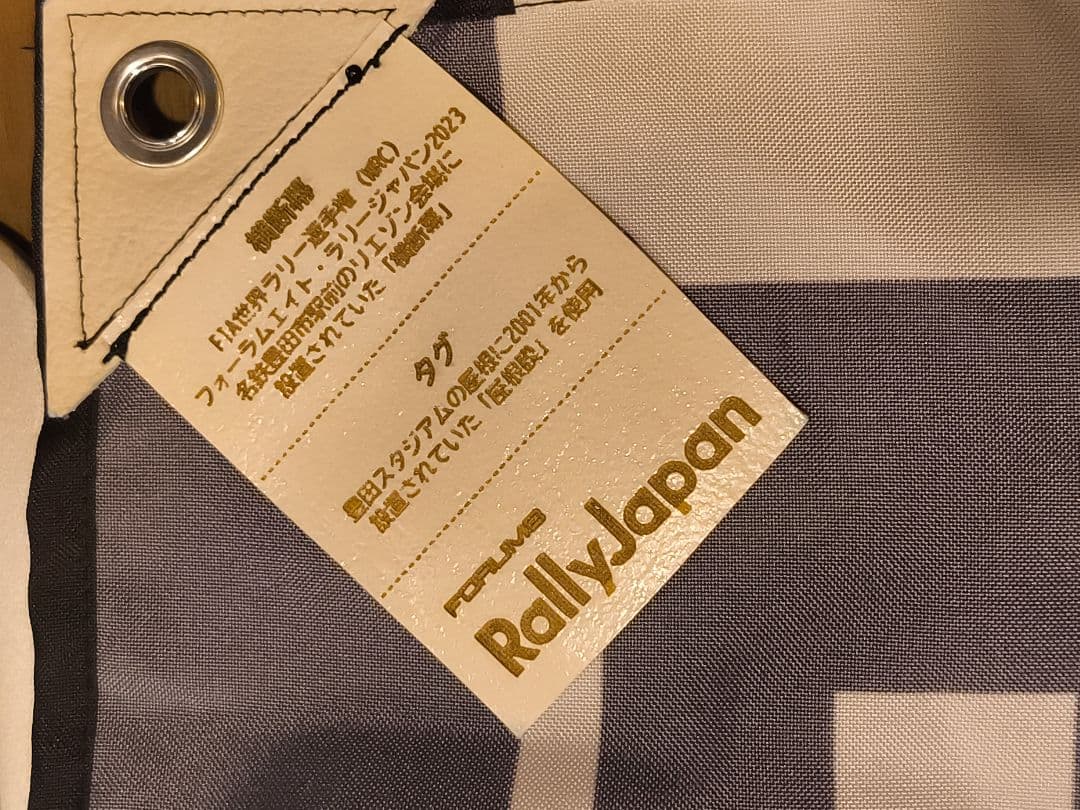 横断幕
FIA世界ラリー選手権 (WRC)
フォーラムエイト・ラリージャパン2023
名鉄豊田市駅前のリエゾン会場に
設置されていた「横断幕」
タグ
豊田スタジアムの屋根に2001年から
設置されていた「屋根膜」を使用
FORUM8
RallyJapan